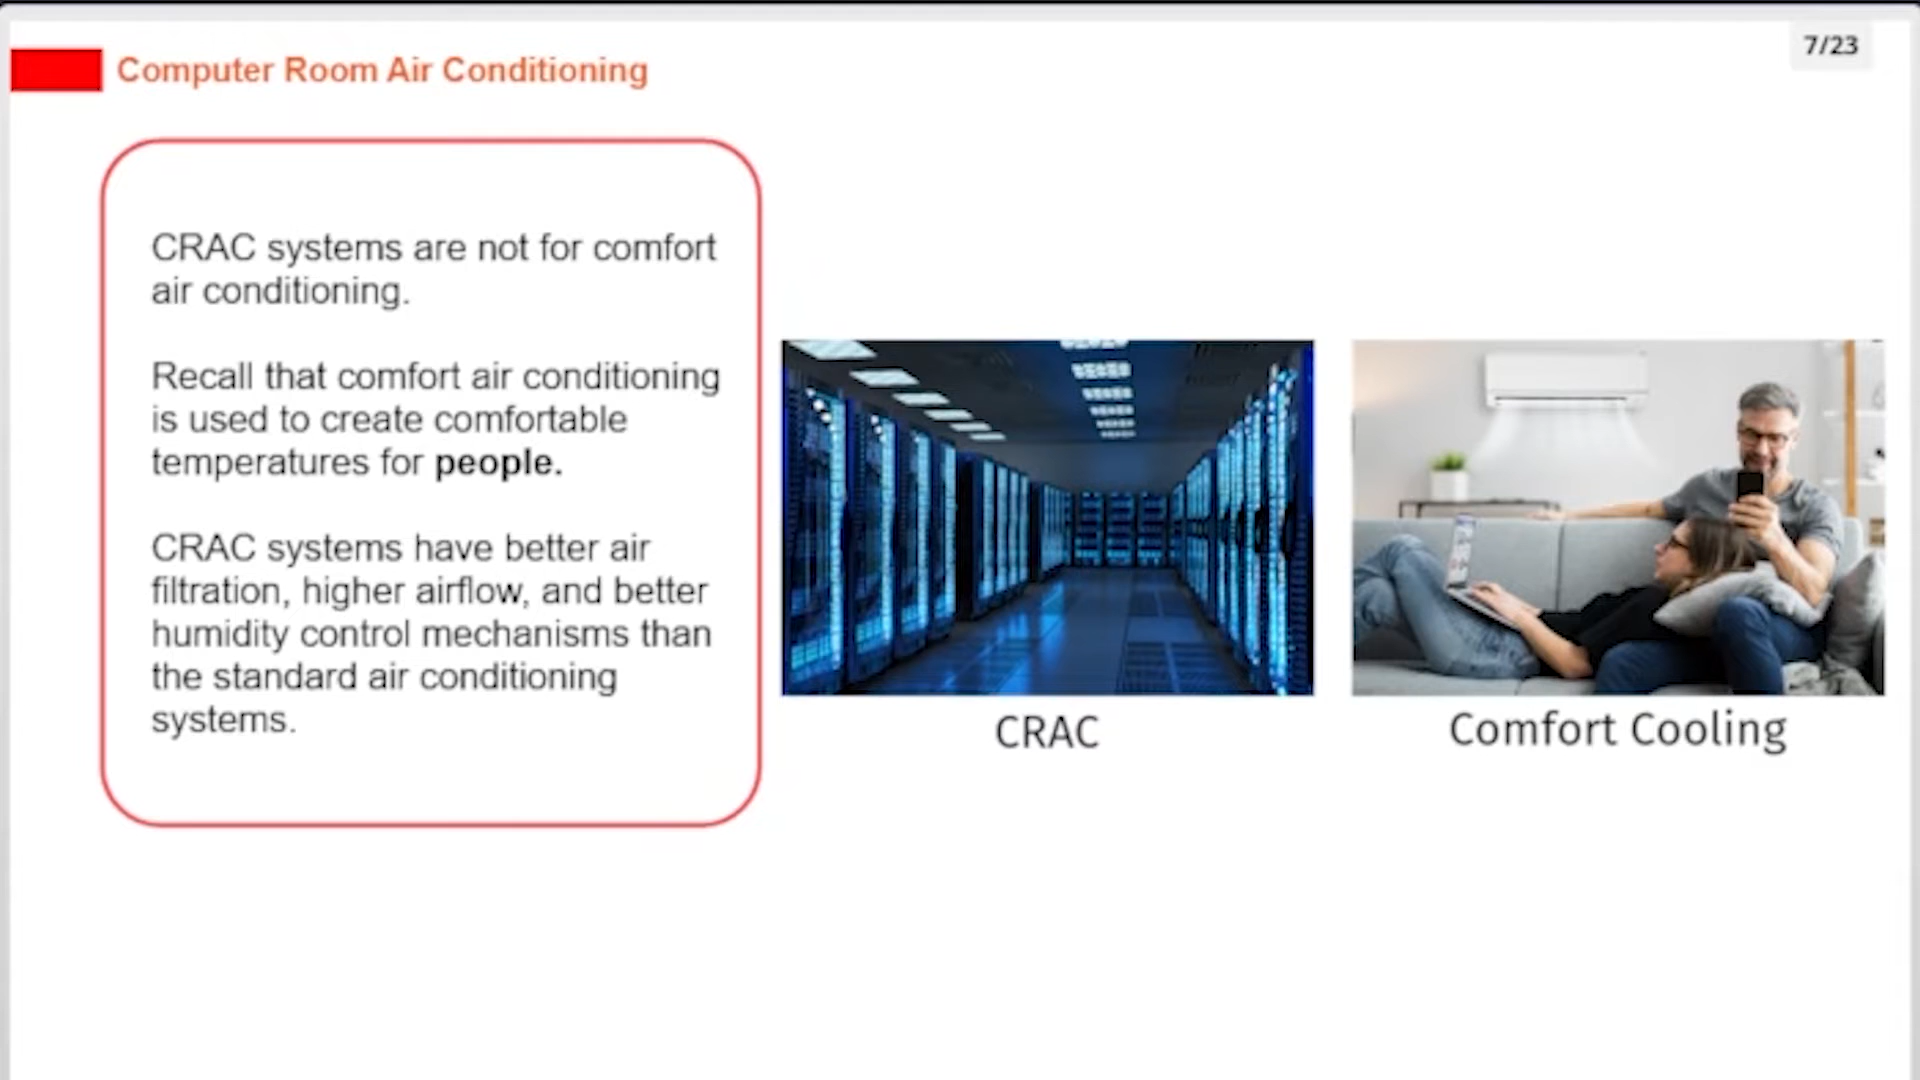 Computer Room Air Conditioning
7/23
CRAC systems are not for comfort
air conditioning.
Recall that comfort air conditioning
is used to create comfortable
temperatures for people.
CRAC systems have better air
filtration, higher airflow, and better
humidity control mechanisms than
the standard air conditioning
systems.
CRAC
Comfort Cooling